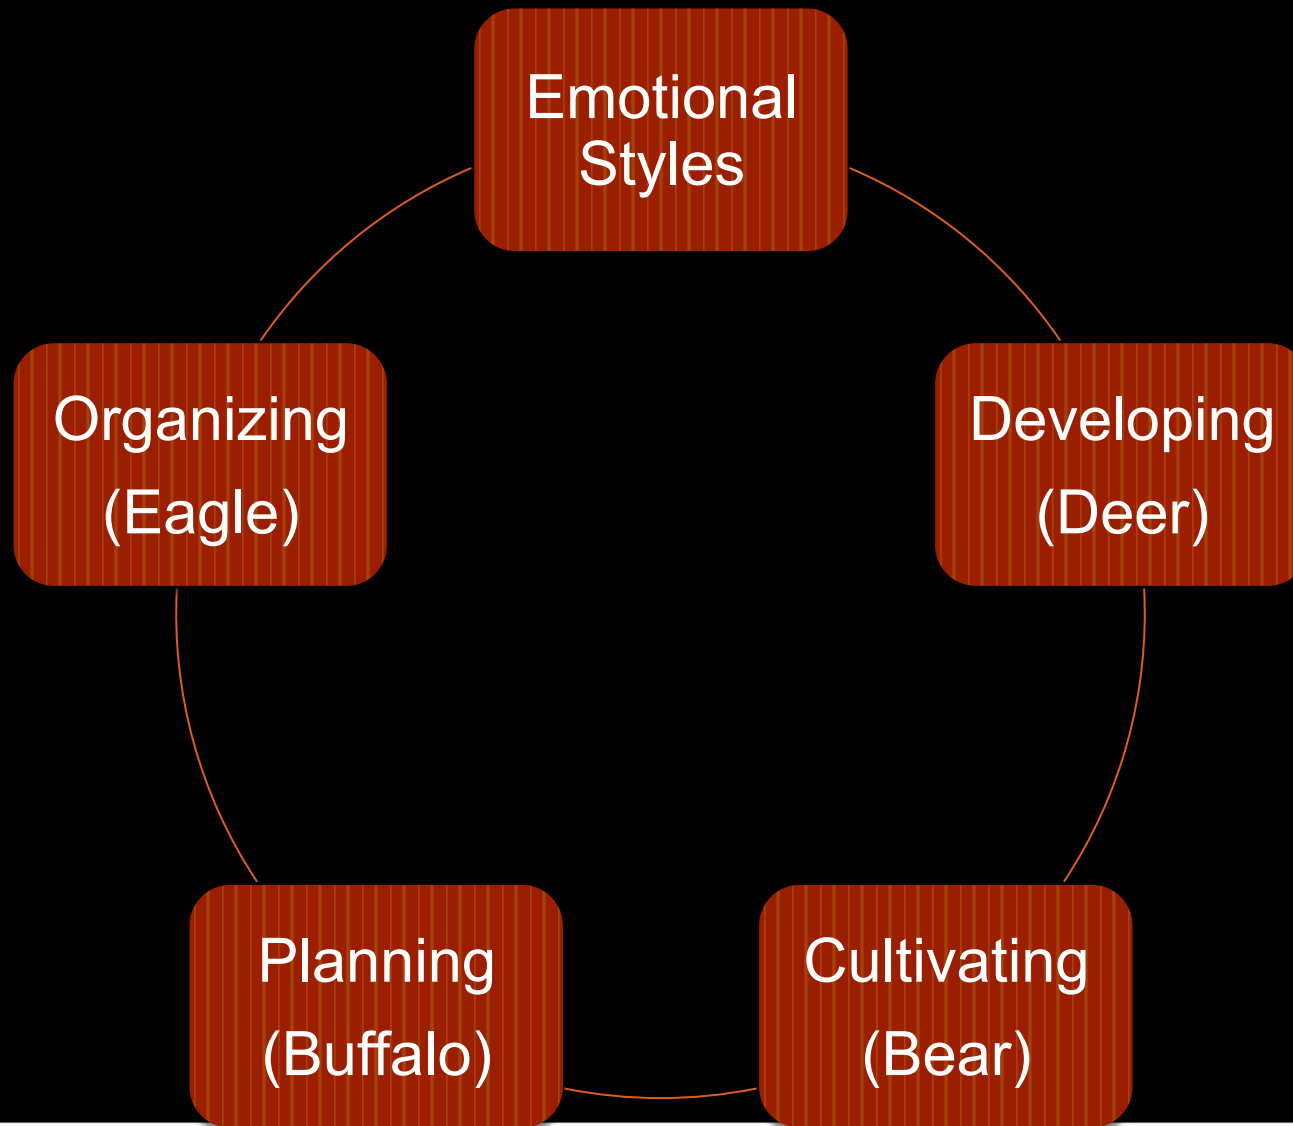 Emotional
Styles
Developing
(Deer)
Cultivating
(Bear)
Planning
(Buffalo)
Organizing
(Eagle)